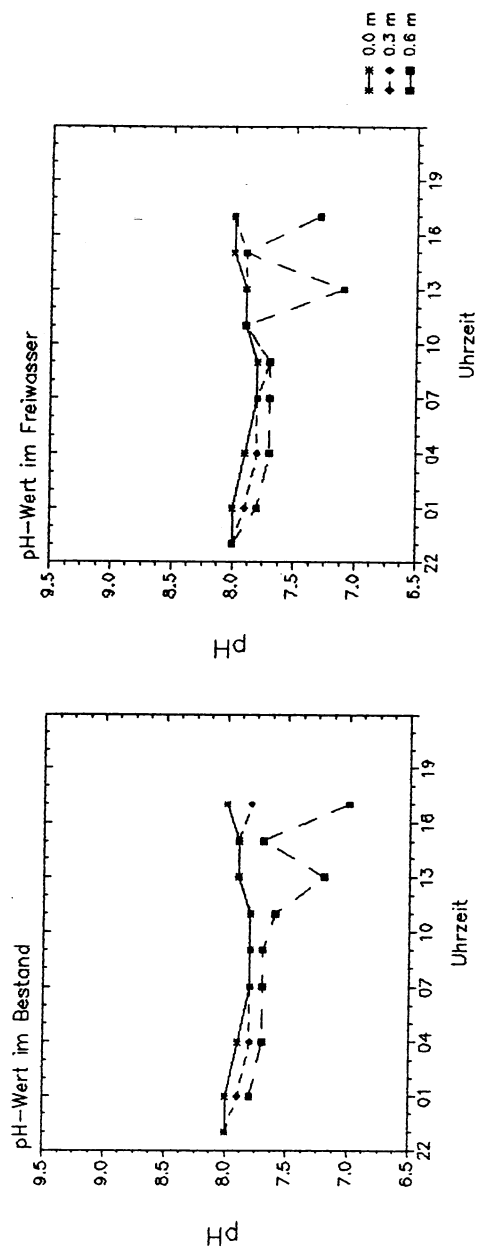 pH-Wert im Bestand
9.5
9.0
8.5
8.0
7.5
7.0
6.5
pH
22 01 04 07 10 13 16 19
Uhrzeit
pH-Wert im Freiwasser
9.5
9.0
8.5
8.0
7.5
7.0
6.5
pH
22 01 04 07 10 13 16 19
Uhrzeit
0.0 m
0.3 m
0.6 m